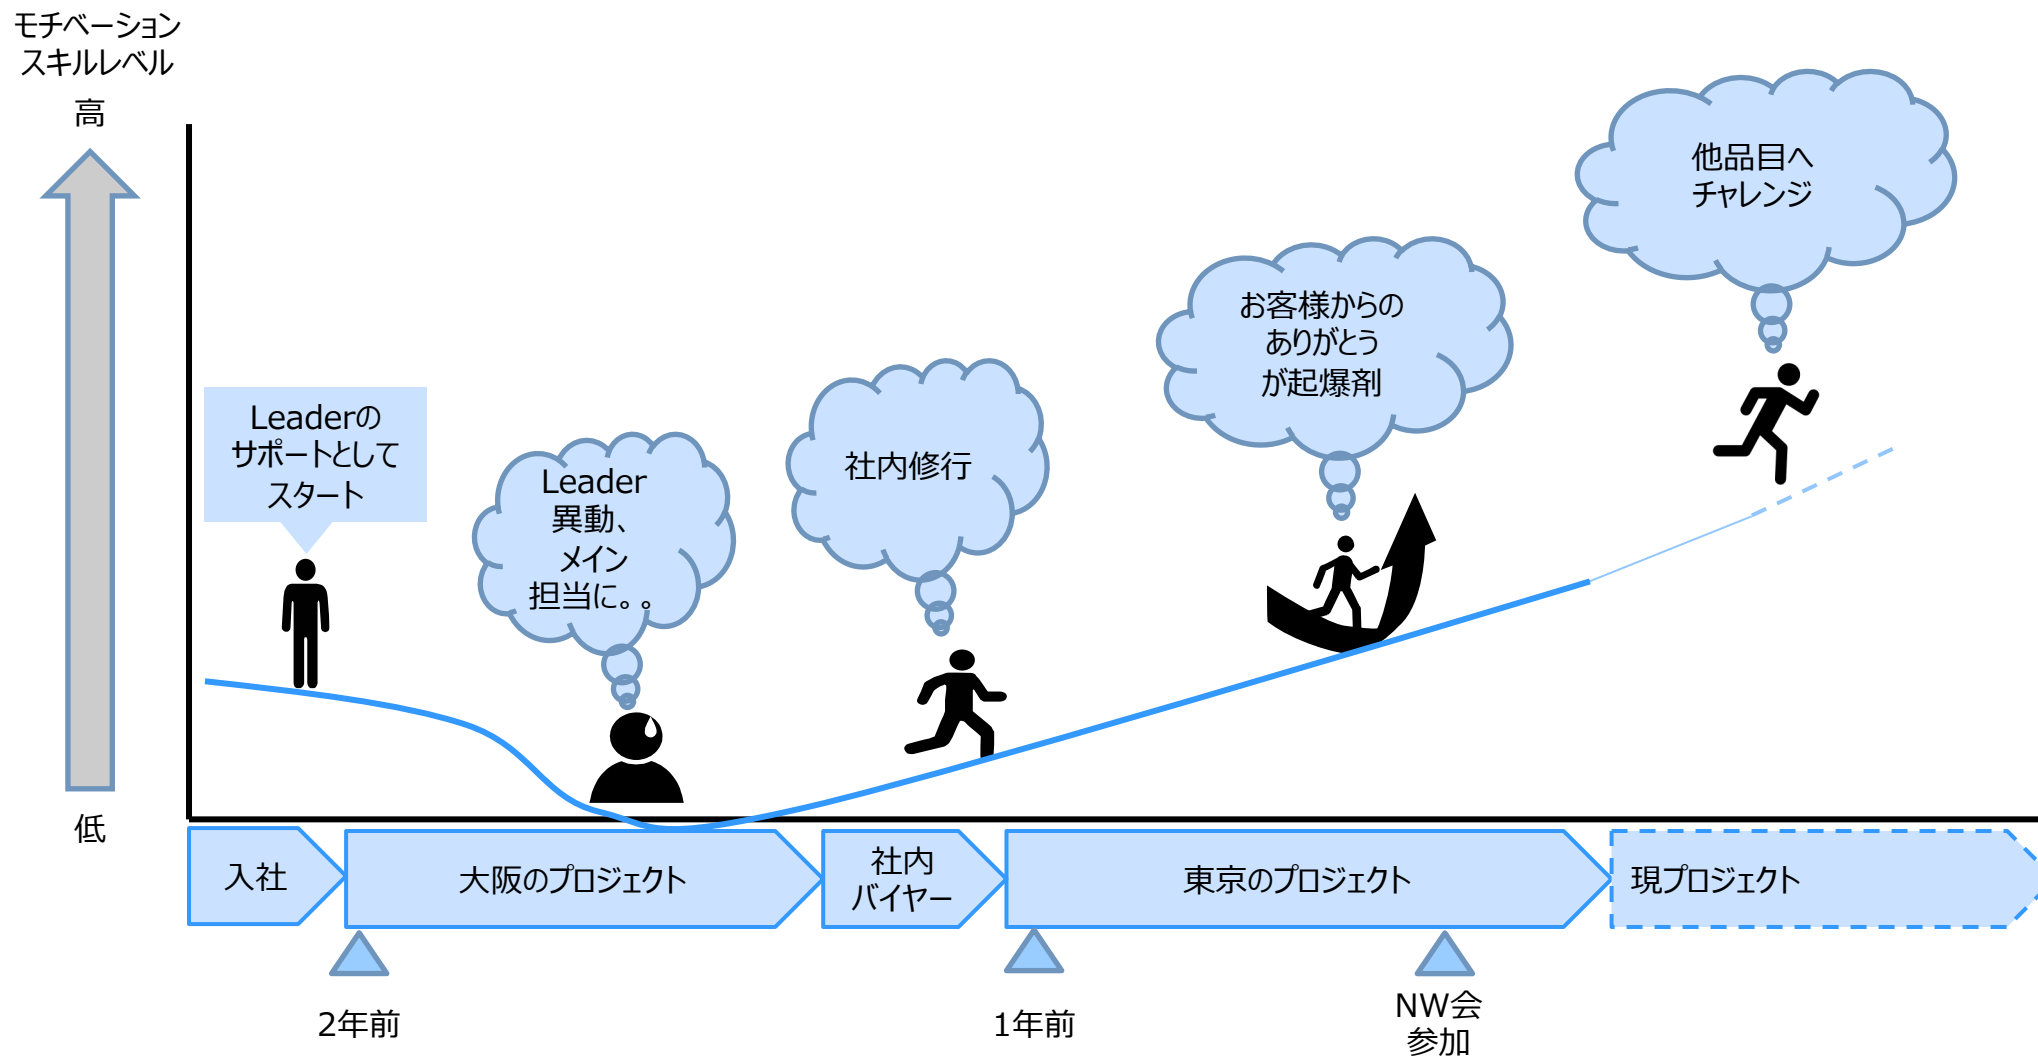 モチベーション
スキルレベル
高
低
Leaderの
サポートとして
スタート
Leader
異動、
メイン
担当に。。
社内修行
お客様からの
ありがとう
が起爆剤
他品目へ
チャレンジ
入社
大阪のプロジェクト
社内
バイヤー
東京のプロジェクト
現プロジェクト
2年前
1年前
NW会
参加